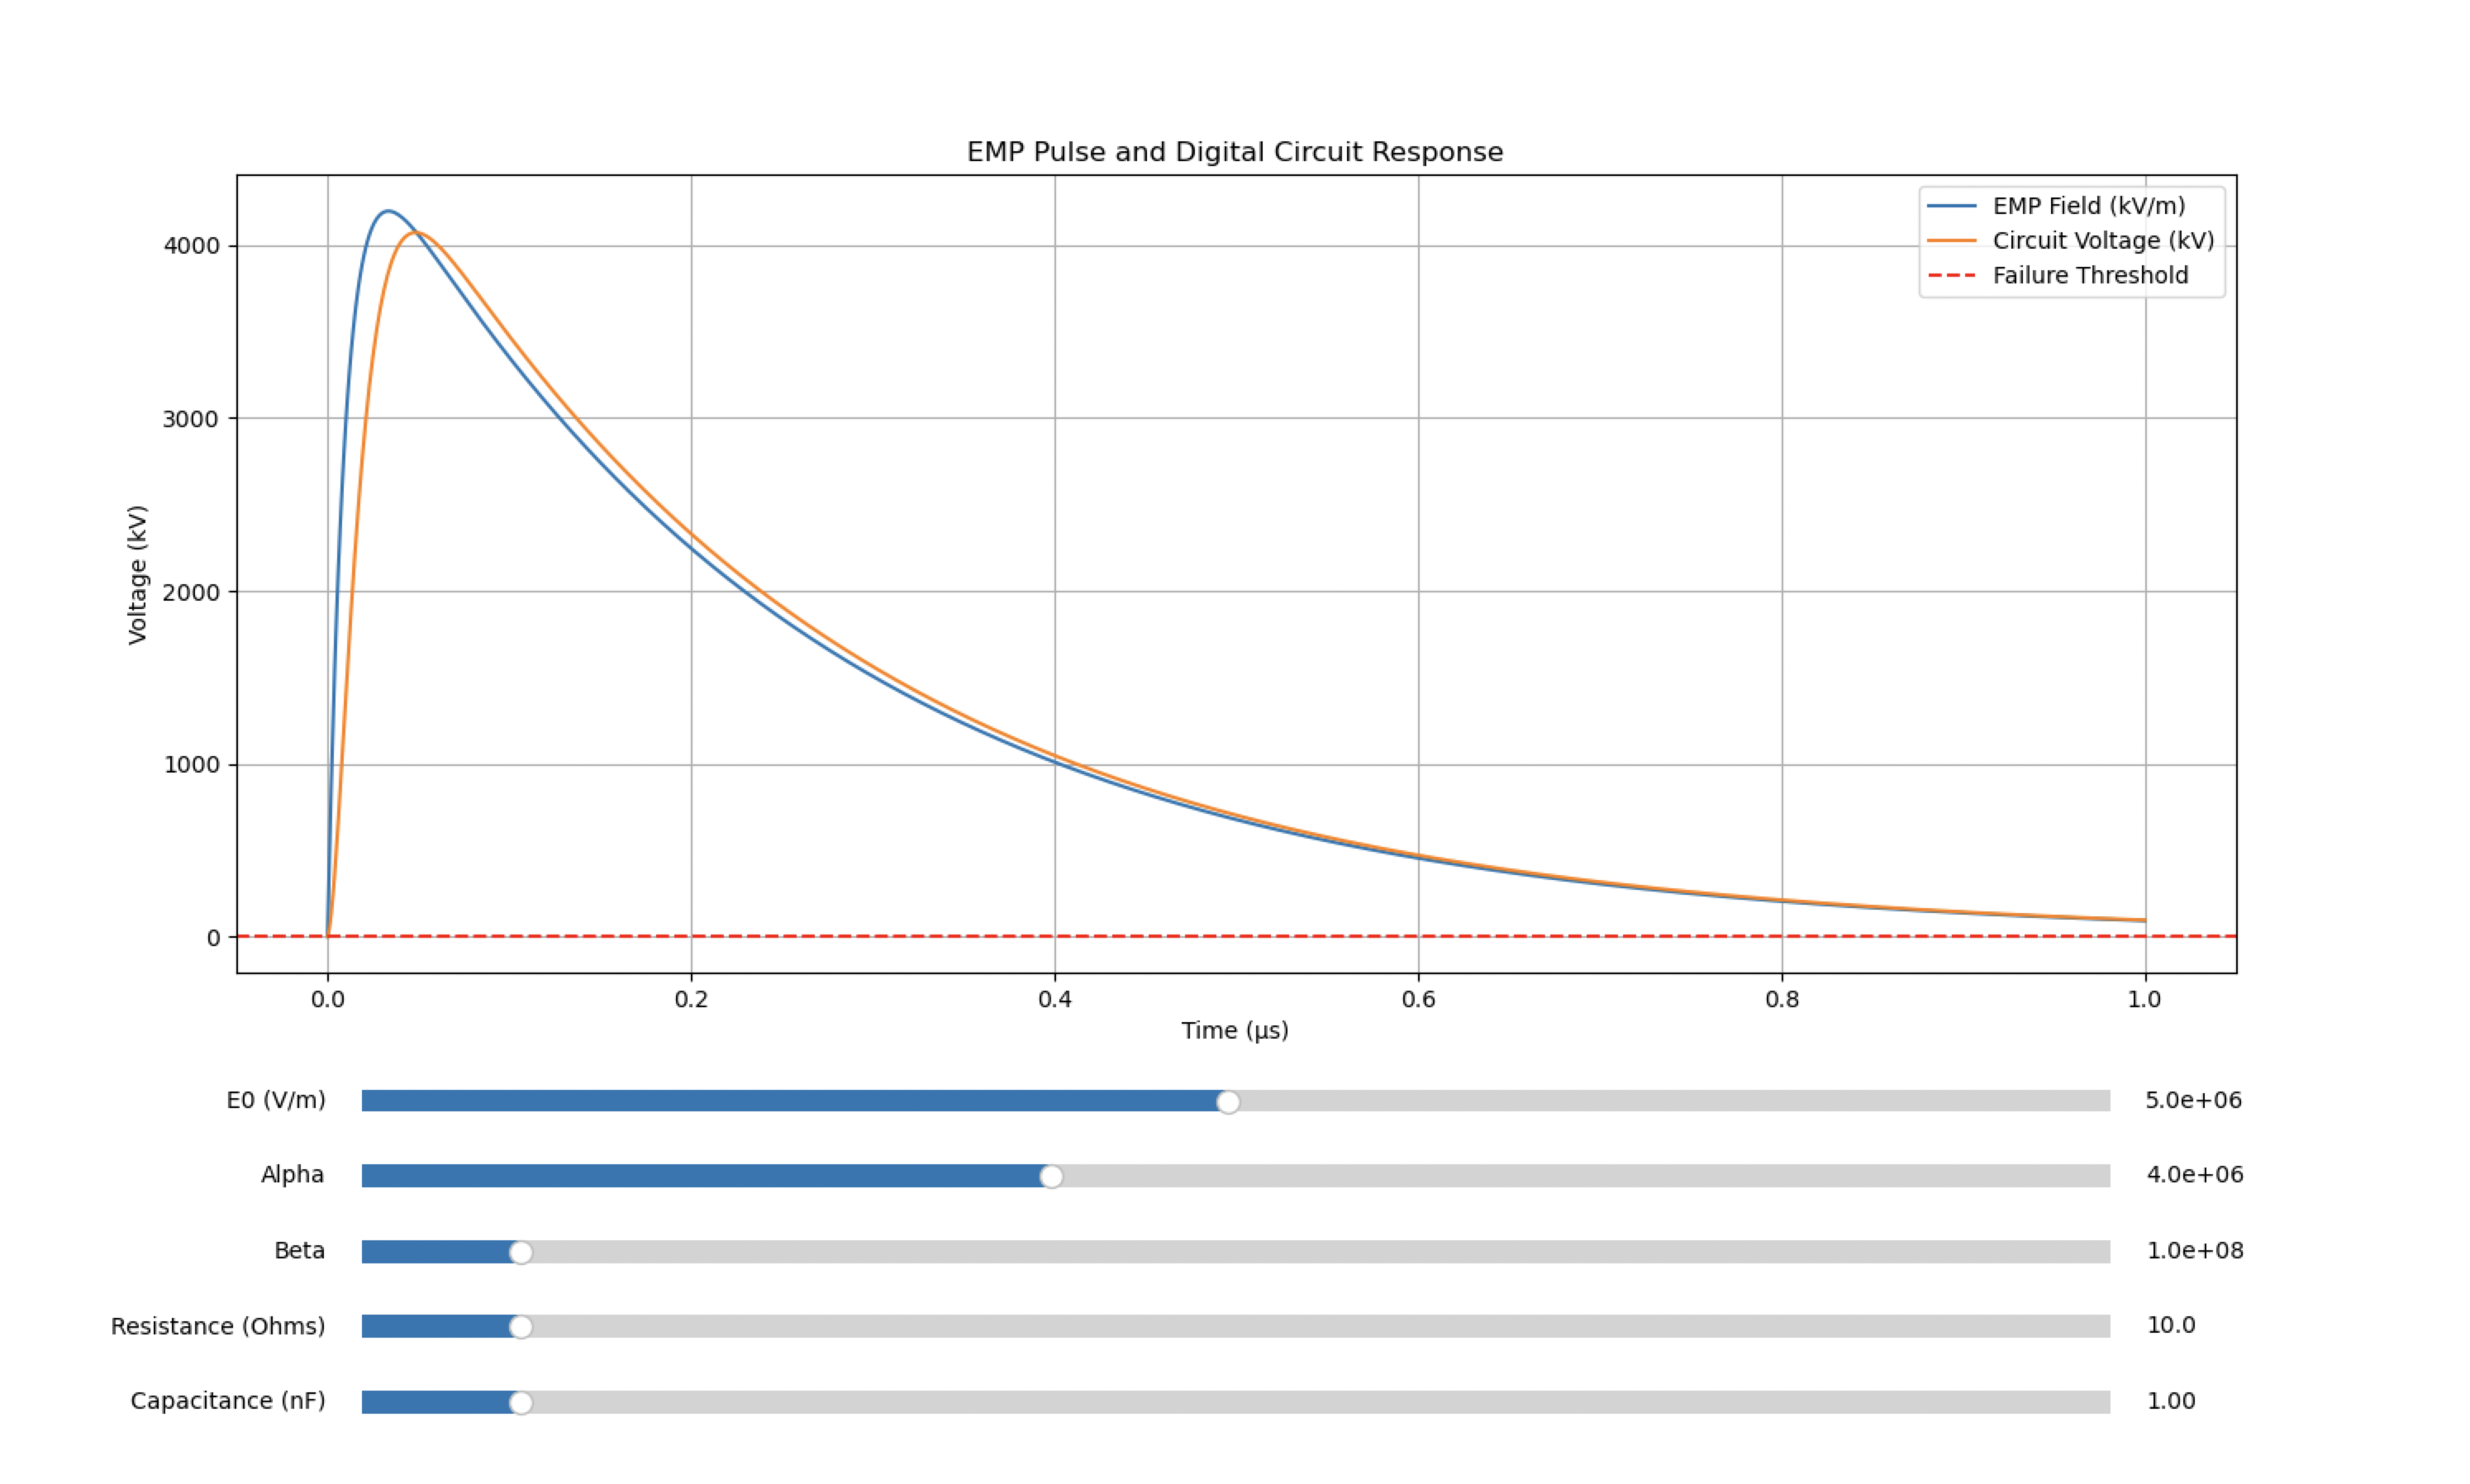 EMP Pulse and Digital Circuit Response
EMP Field (kV/m)
Circuit Voltage (kV)
Failure Threshold
Voltage (kV)
4000
3000
2000
1000
0
0.0 0.2 0.4 0.6 0.8 1.0
Time (μs)
E0 (V/m) 5.0e+06
Alpha 4.0e+06
Beta 1.0e+08
Resistance (Ohms) 10.0
Capacitance (nF) 1.00